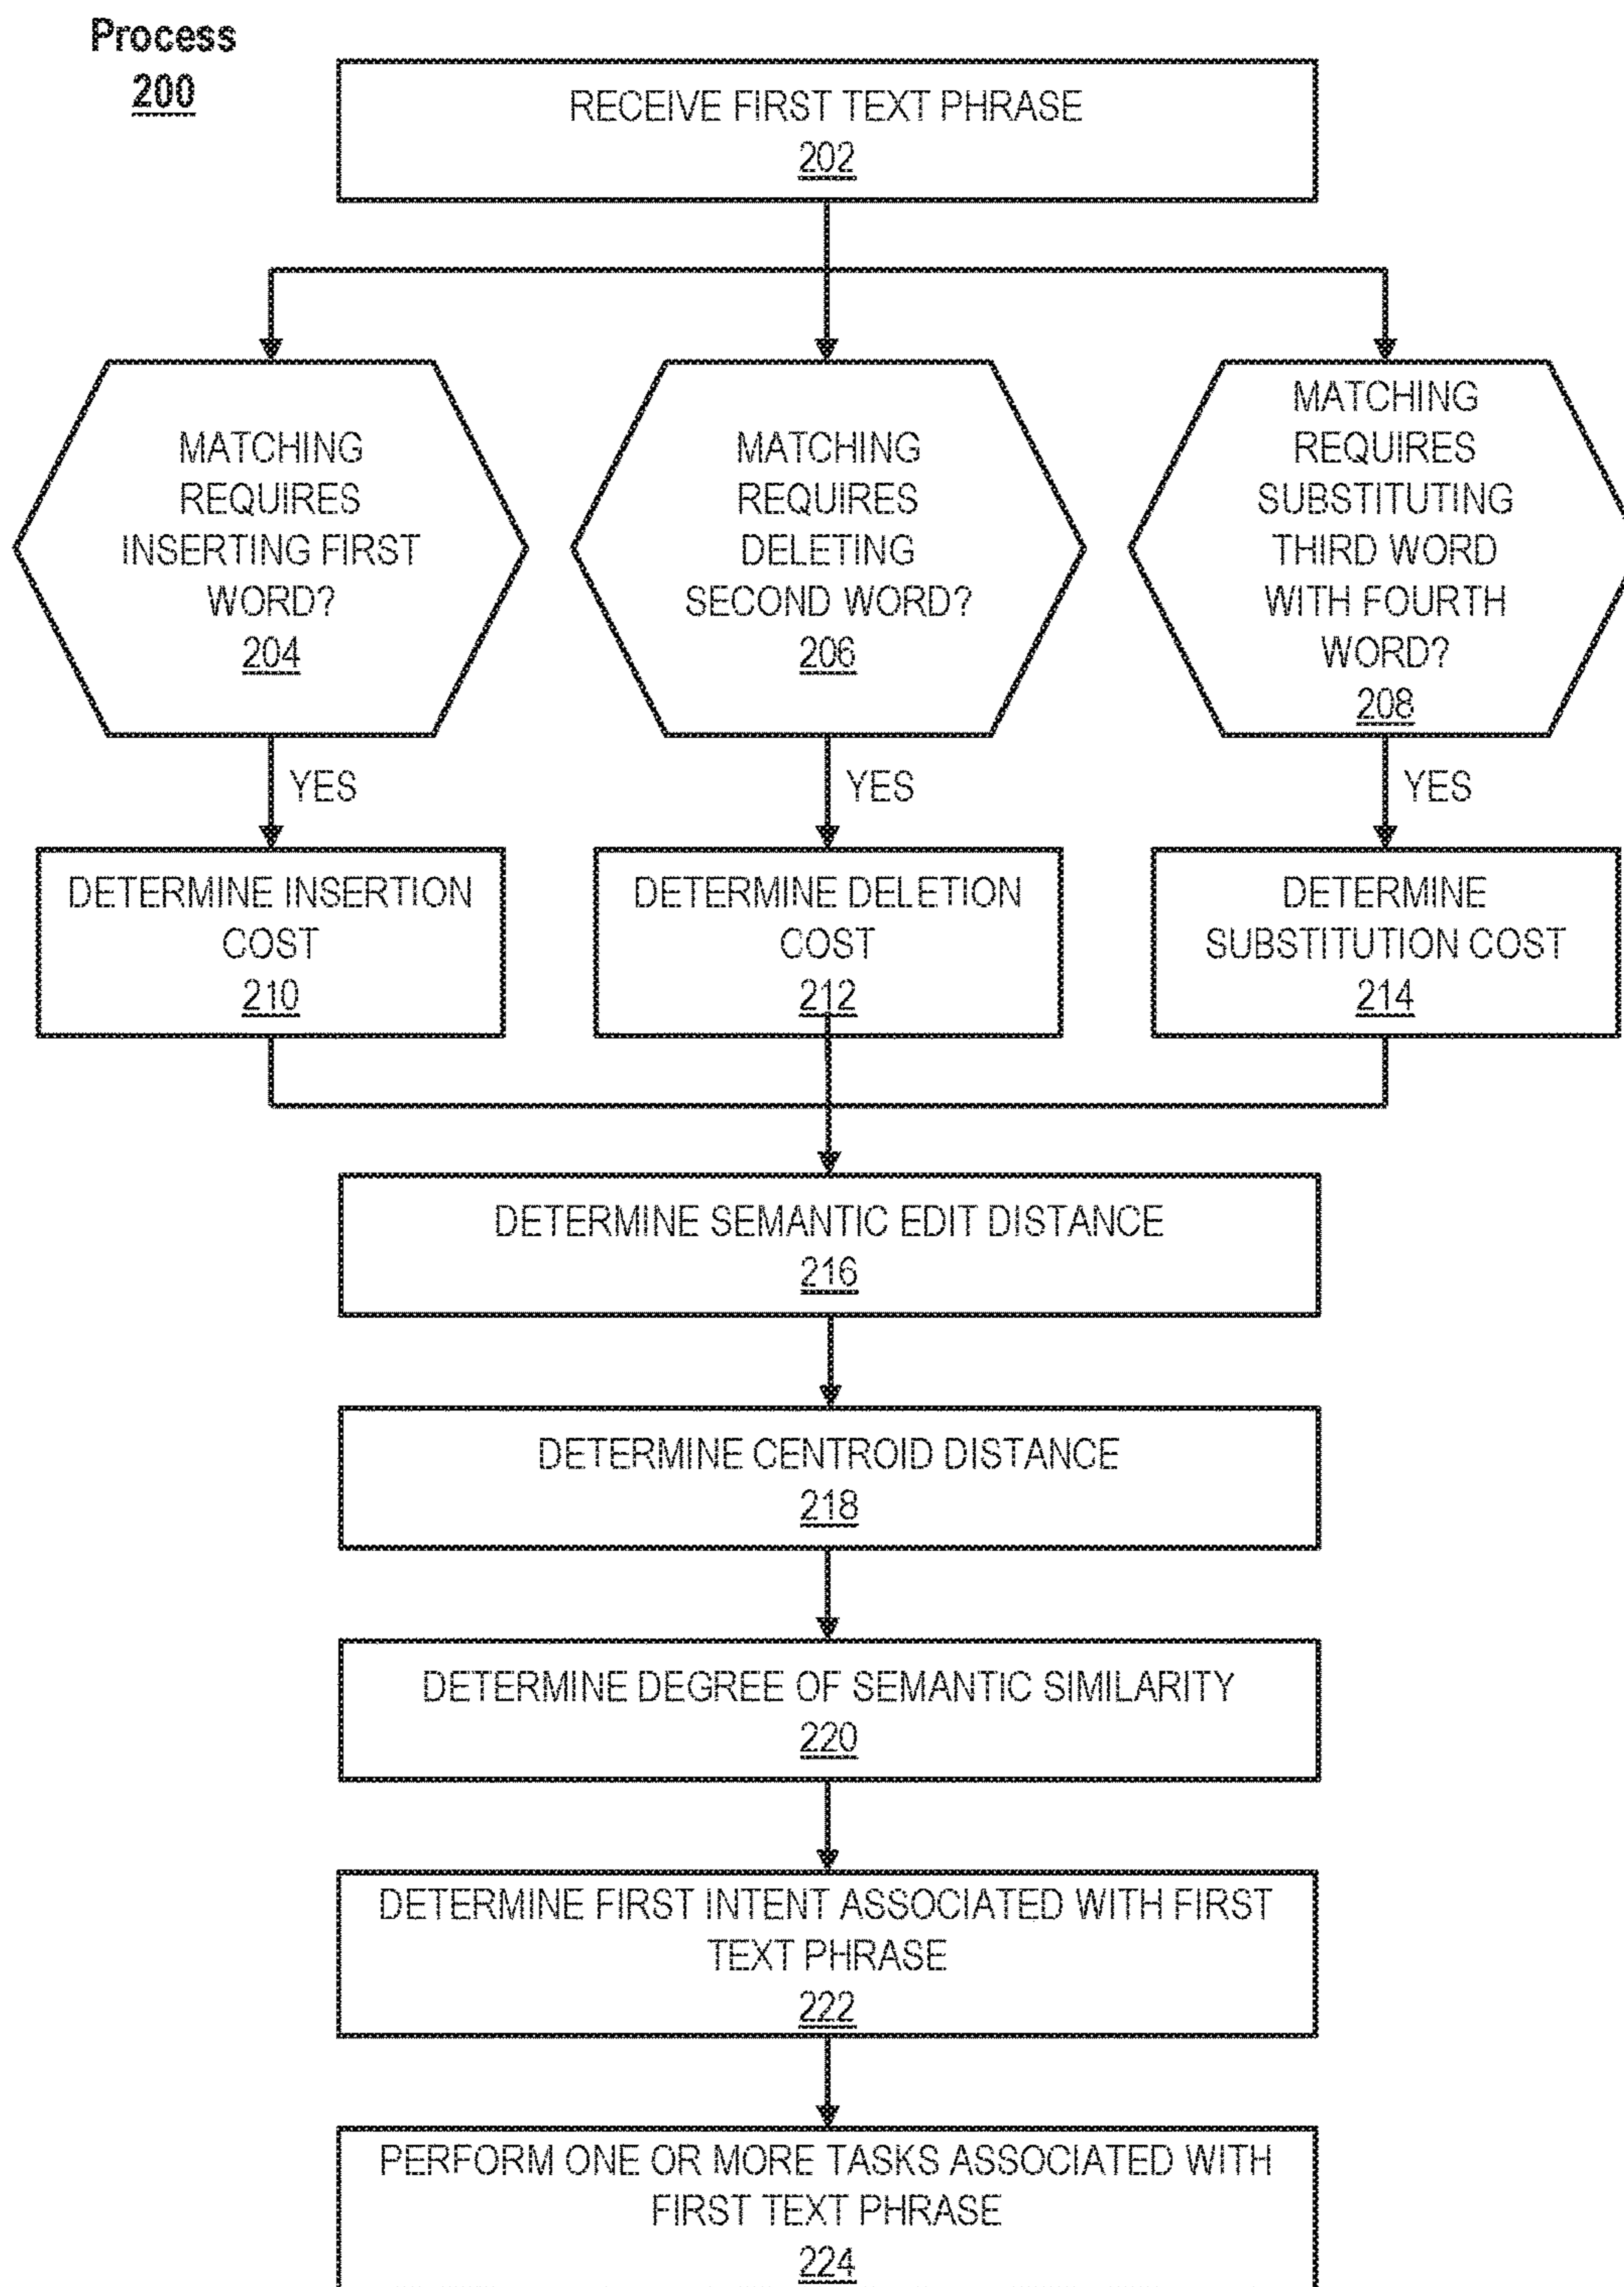 Process
200
RECEIVE FIRST TEXT PHRASE
202
MATCHING
REQUIRES
INSERTING FIRST
WORD?
204
MATCHING
REQUIRES
DELETING
SECOND WORD?
206
MATCHING
REQUIRES
SUBSTITUTING
THIRD WORD
WITH FOURTH
WORD?
208
YES
YES
YES
DETERMINE INSERTION
COST
210
DETERMINE DELETION
COST
212
DETERMINE
SUBSTITUTION COST
214
DETERMINE SEMANTIC EDIT DISTANCE
216
DETERMINE CENTROID DISTANCE
218
DETERMINE DEGREE OF SEMANTIC SIMILARITY
220
DETERMINE FIRST INTENT ASSOCIATED WITH FIRST
TEXT PHRASE
222
PERFORM ONE OR MORE TASKS ASSOCIATED WITH
FIRST TEXT PHRASE
224